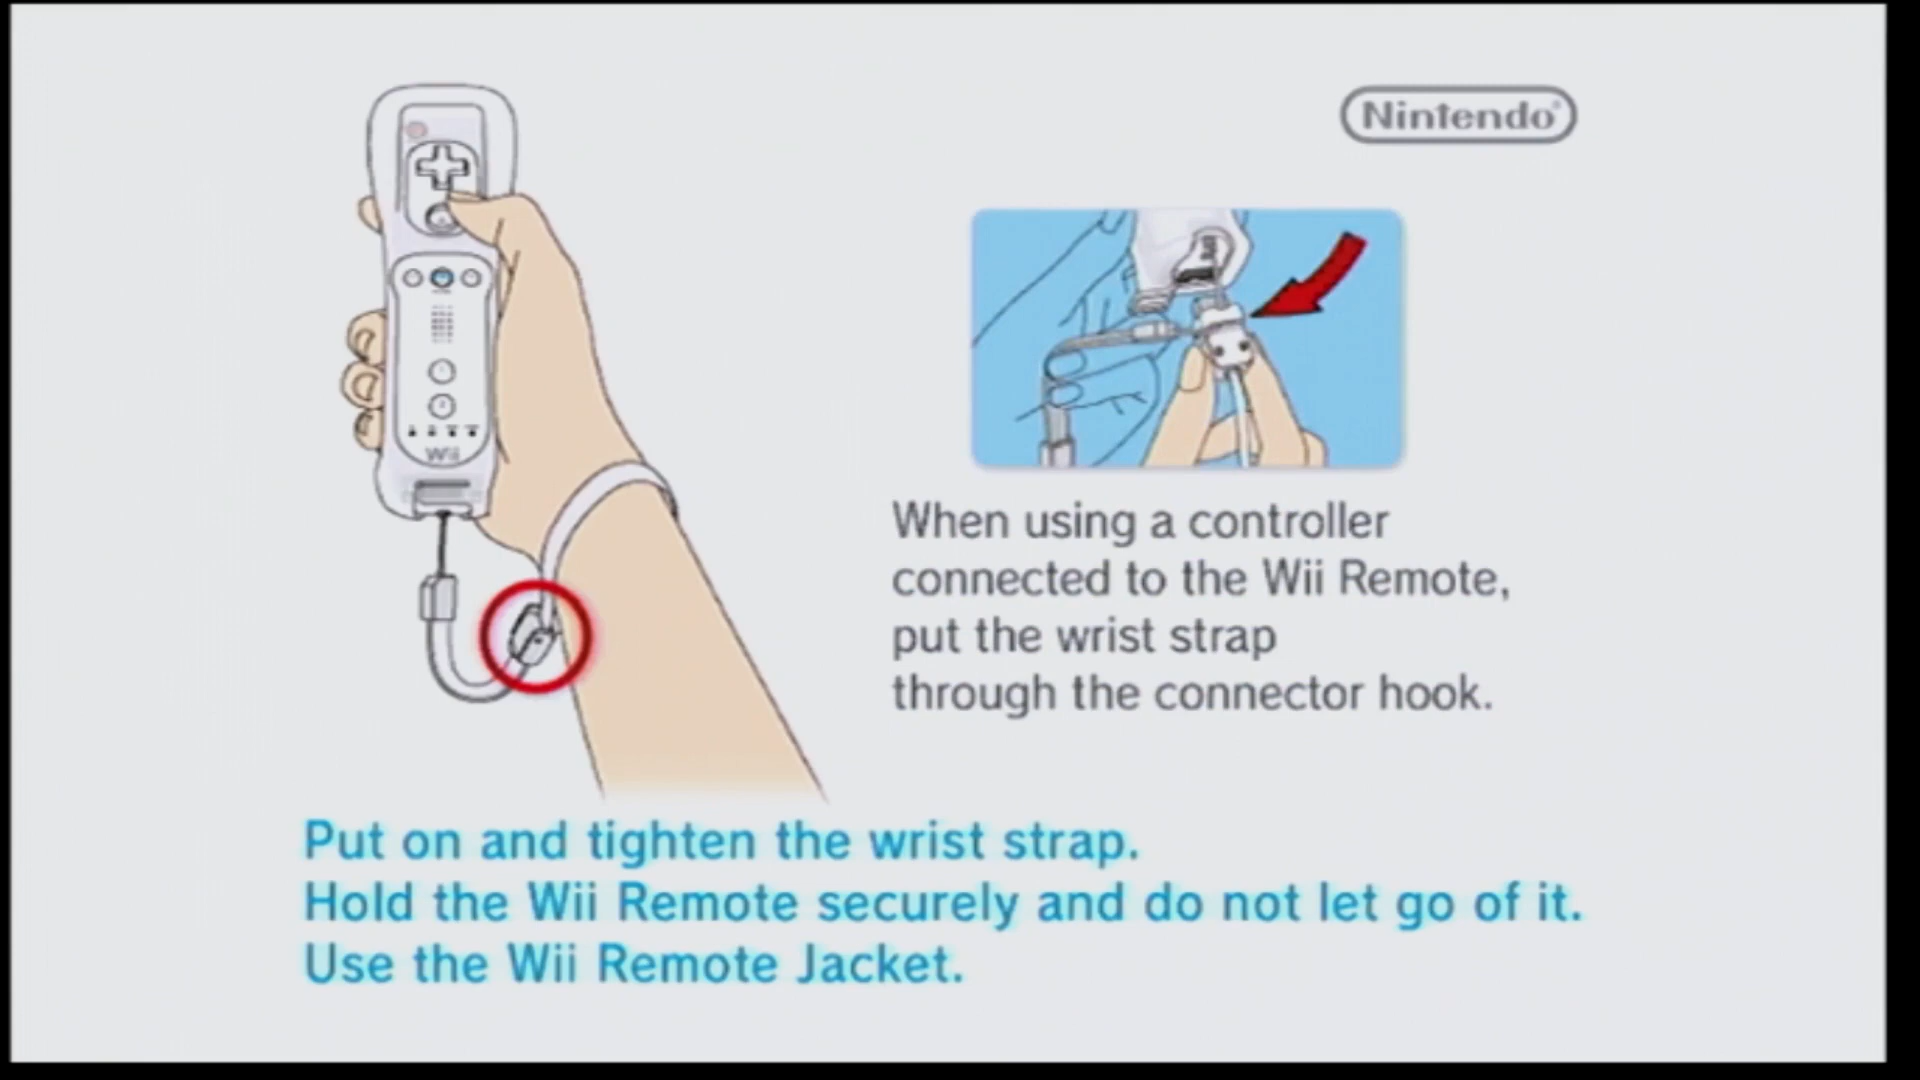 Nintendo®
Wii
When using a controller
connected to the Wii Remote,
put the wrist strap
through the connector hook.
Put on and tighten the wrist strap.
Hold the Wii Remote securely and do not let go of it.
Use the Wii Remote Jacket.